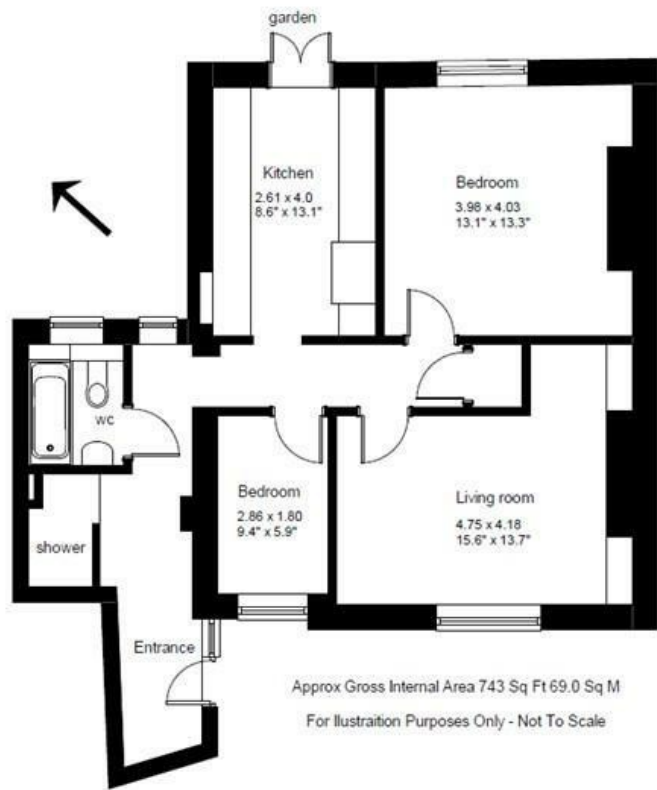 garden
Kitchen
2.61 x 4.0
8.6" x 13.1"
Bedroom
3.98 x 4.03
13.1" x 13.3"
wc
Bedroom
2.86 x 1.80
9.4" x 5.9"
Living room
4.75 x 4.18
15.6" x 13.7"
shower
Entrance
Approx Gross Internal Area 743 Sq Ft 69.0 Sq M
For Ilustraition Purposes Only - Not To Scale